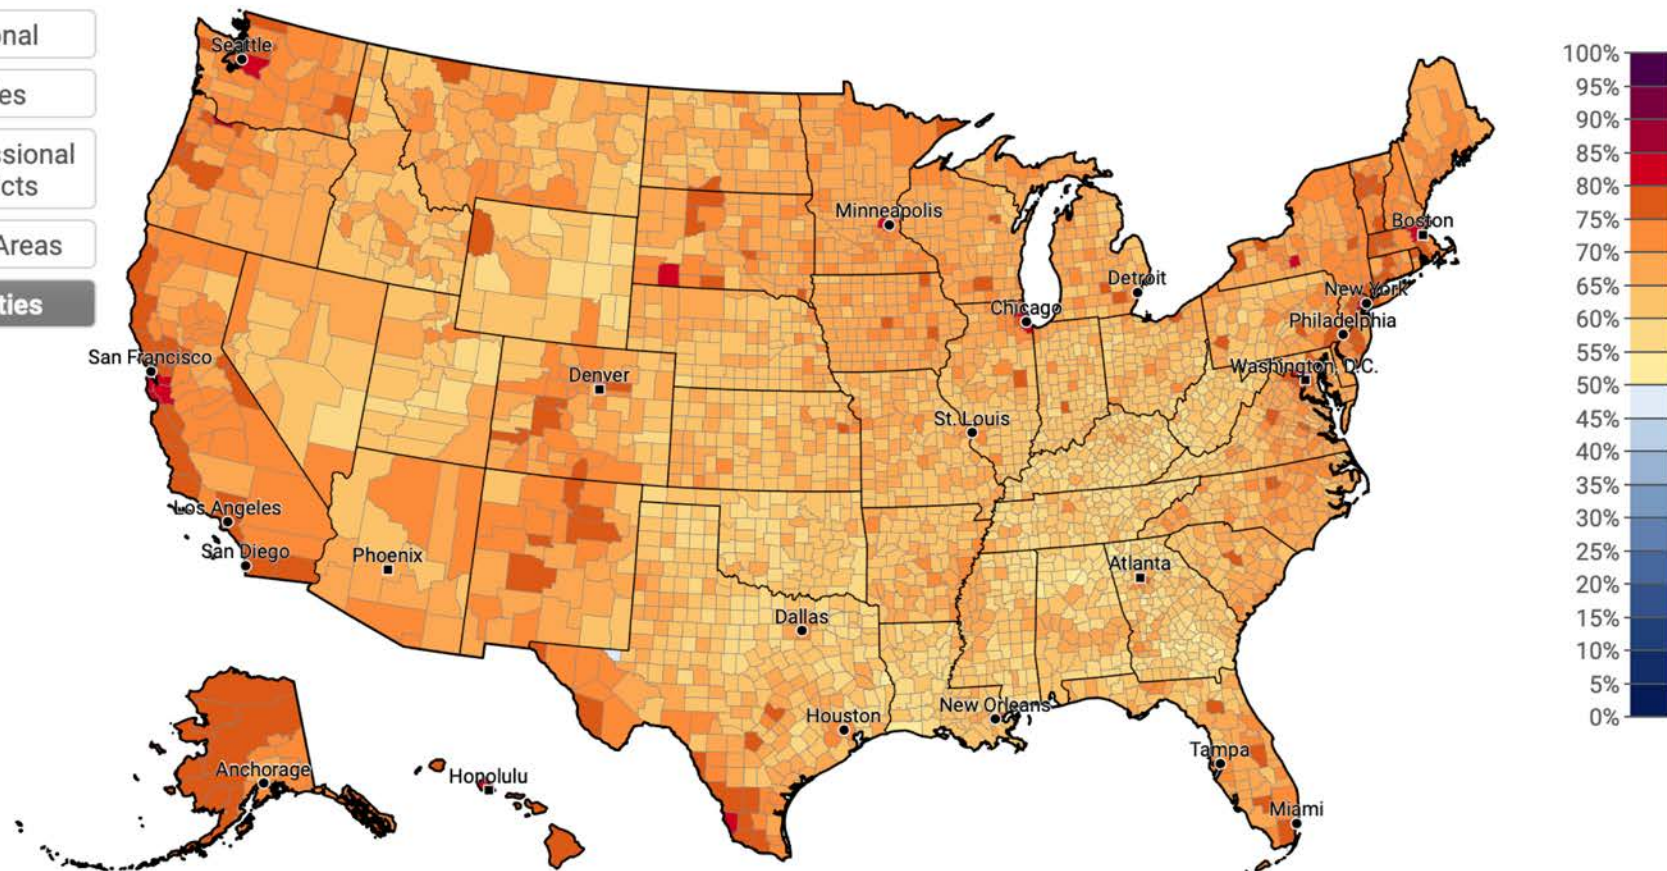 onal
es
ssional
cts
Areas
ties
Seattle
Minneapolis
Boston
Detroit
New York
Chicago
Philadelphia
San Francisco
Washington, D.C.
Denver
St. Louis
Los Angeles
San Diego
Phoenix
Atlanta
Dallas
New Orleans
Houston
Tampa
Anchorage
Honolulu
Miami
100%
95%
90%
85%
80%
75%
70%
65%
60%
55%
50%
45%
40%
35%
30%
25%
20%
15%
10%
5%
0%